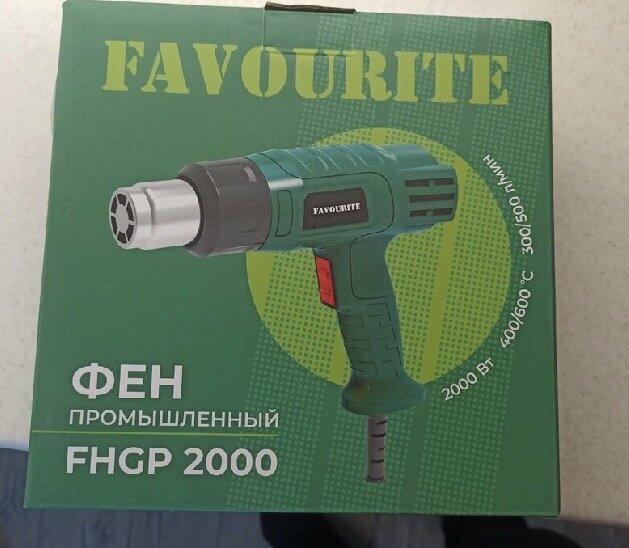 FAVOURITE
FAVOURITE
2000 Вт 400/600 °C 300/500 л/мин
ФЕН
ПРОМЫШЛЕННЫЙ
FHGP 2000